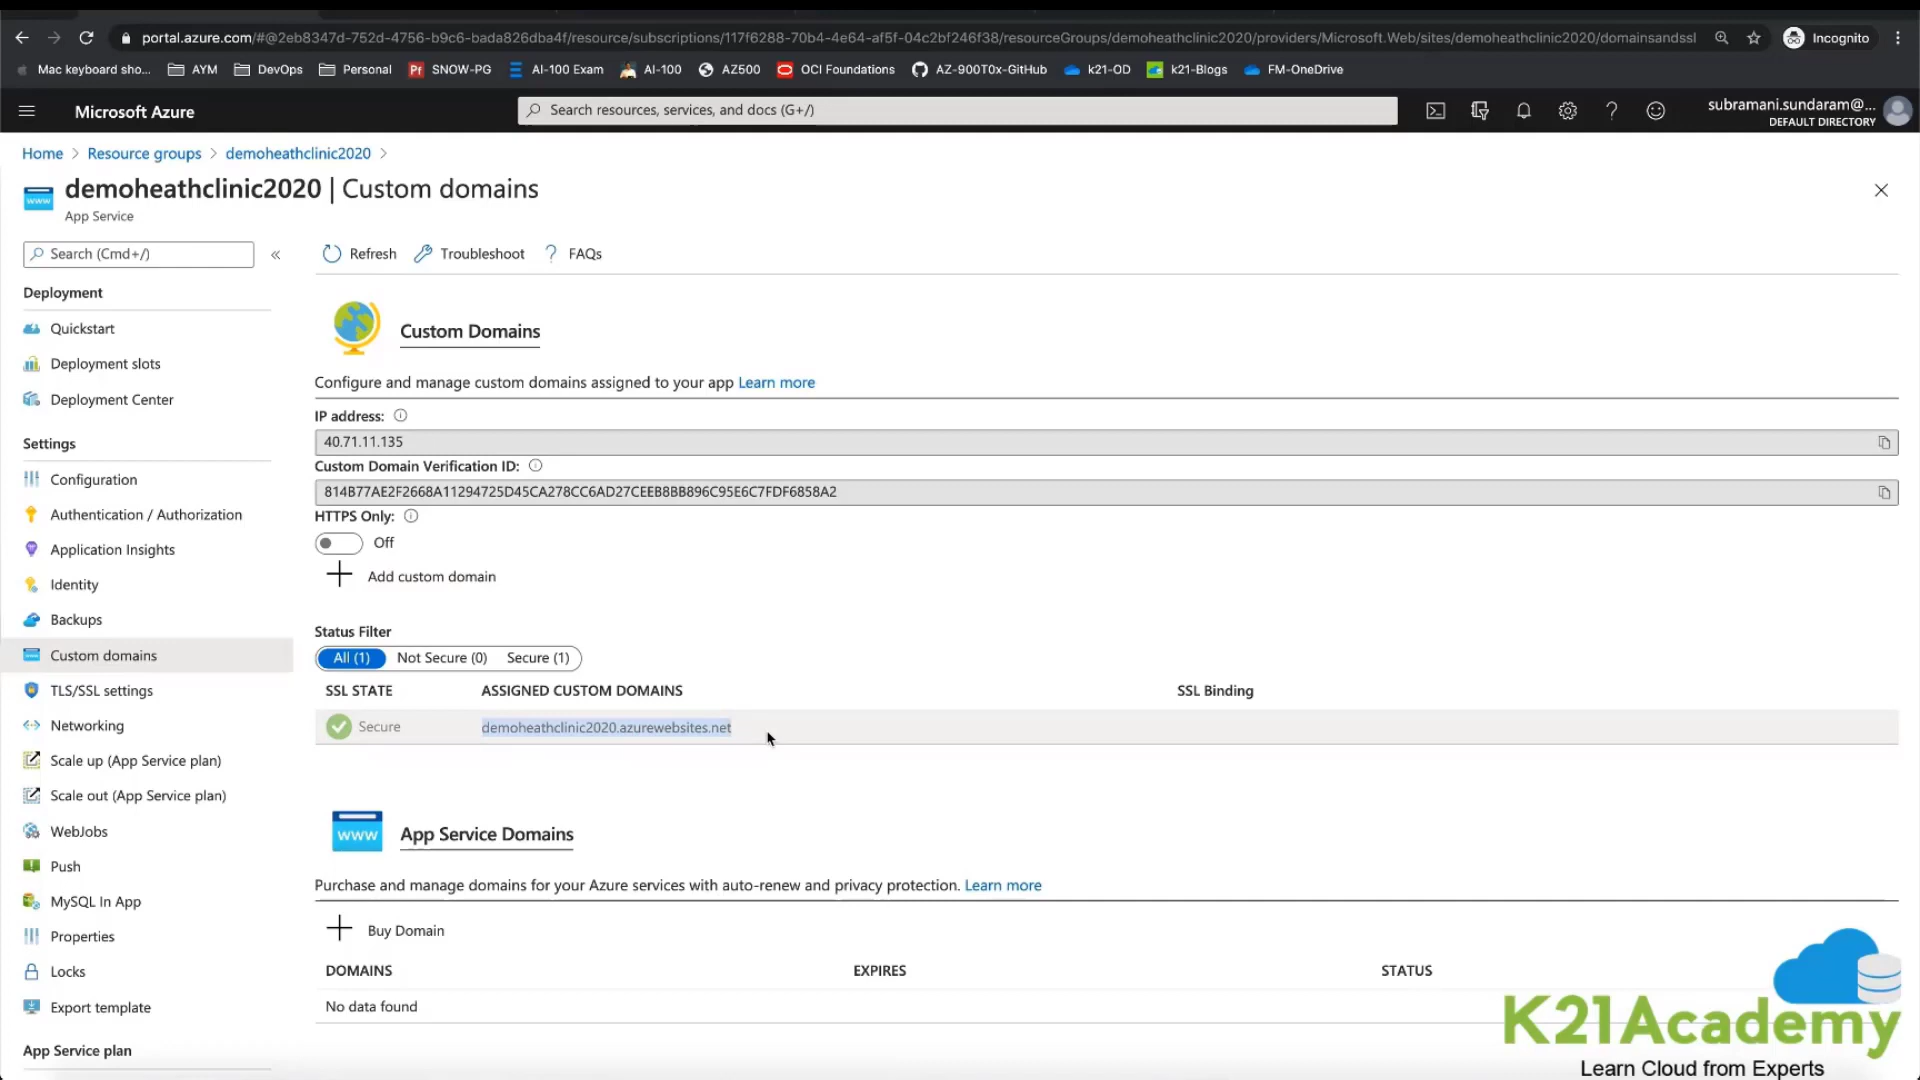 portal.azure.com/#@2eb8347d-752d-4756-b9c6-bada826dba4f/resource/subscriptions/117f6288-70b4-4e64-af5f-04c2bf246f38/resourceGroups/demoheathclinic2020/providers/Microsoft.Web/sites/demoheathclinic2020/domainsandssl
Incognito
Mac keyboard sho...
AYM
DevOps
Personal
Pf SNOW-PG
AI-100 Exam
AI-100
AZ500
OCI Foundations
AZ-900T0x-GitHub
k21-OD
k21-Blogs
FM-OneDrive
Microsoft Azure
Search resources, services, and docs (G+/)
subramani.sundaram@...
DEFAULT DIRECTORY
Home > Resource groups > demoheathclinic2020 >
www
demoheathclinic2020 | Custom domains
App Service
Search (Cmd+/)
«
Deployment
Quickstart
Deployment slots
Deployment Center
Settings
Configuration
Authentication / Authorization
Application Insights
Identity
Backups
Custom domains
TLS/SSL settings
Networking
Scale up (App Service plan)
Scale out (App Service plan)
WebJobs
Push
MySQL In App
Properties
Locks
Export template
App Service plan
Refresh
Troubleshoot
? FAQs
Custom Domains
Configure and manage custom domains assigned to your app Learn more
IP address:
40.71.11.135
Custom Domain Verification ID:
814B77AE2F2668A11294725D45CA278CC6AD27CEEB8BB896C95E6C7FDF6858A2
HTTPS Only:
Off
Add custom domain
Status Filter
All (1) Not Secure (0) Secure (1)
SSL STATE ASSIGNED CUSTOM DOMAINS SSL Binding
Secure demoheathclinic2020.azurewebsites.net
www
App Service Domains
Purchase and manage domains for your Azure services with auto-renew and privacy protection. Learn more
Buy Domain
DOMAINS EXPIRES STATUS
No data found
K21Academy
Learn Cloud from Experts